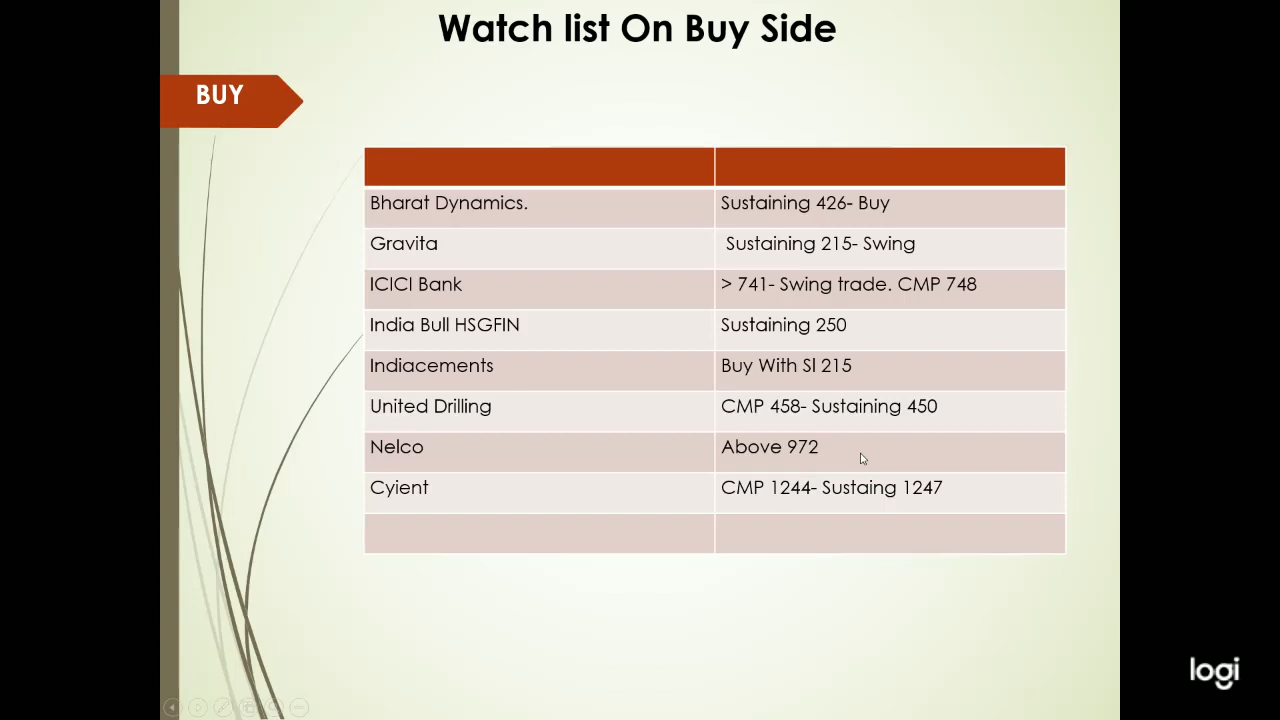 Watch list On Buy Side
BUY
Bharat Dynamics. Sustaining 426- Buy
Gravita Sustaining 215- Swing
ICICI Bank > 741- Swing trade. CMP 748
India Bull HSGFIN Sustaining 250
Indiacements Buy With Sl 215
United Drilling CMP 458- Sustaining 450
Nelco Above 972
Cyient CMP 1244- Sustaing 1247
logi